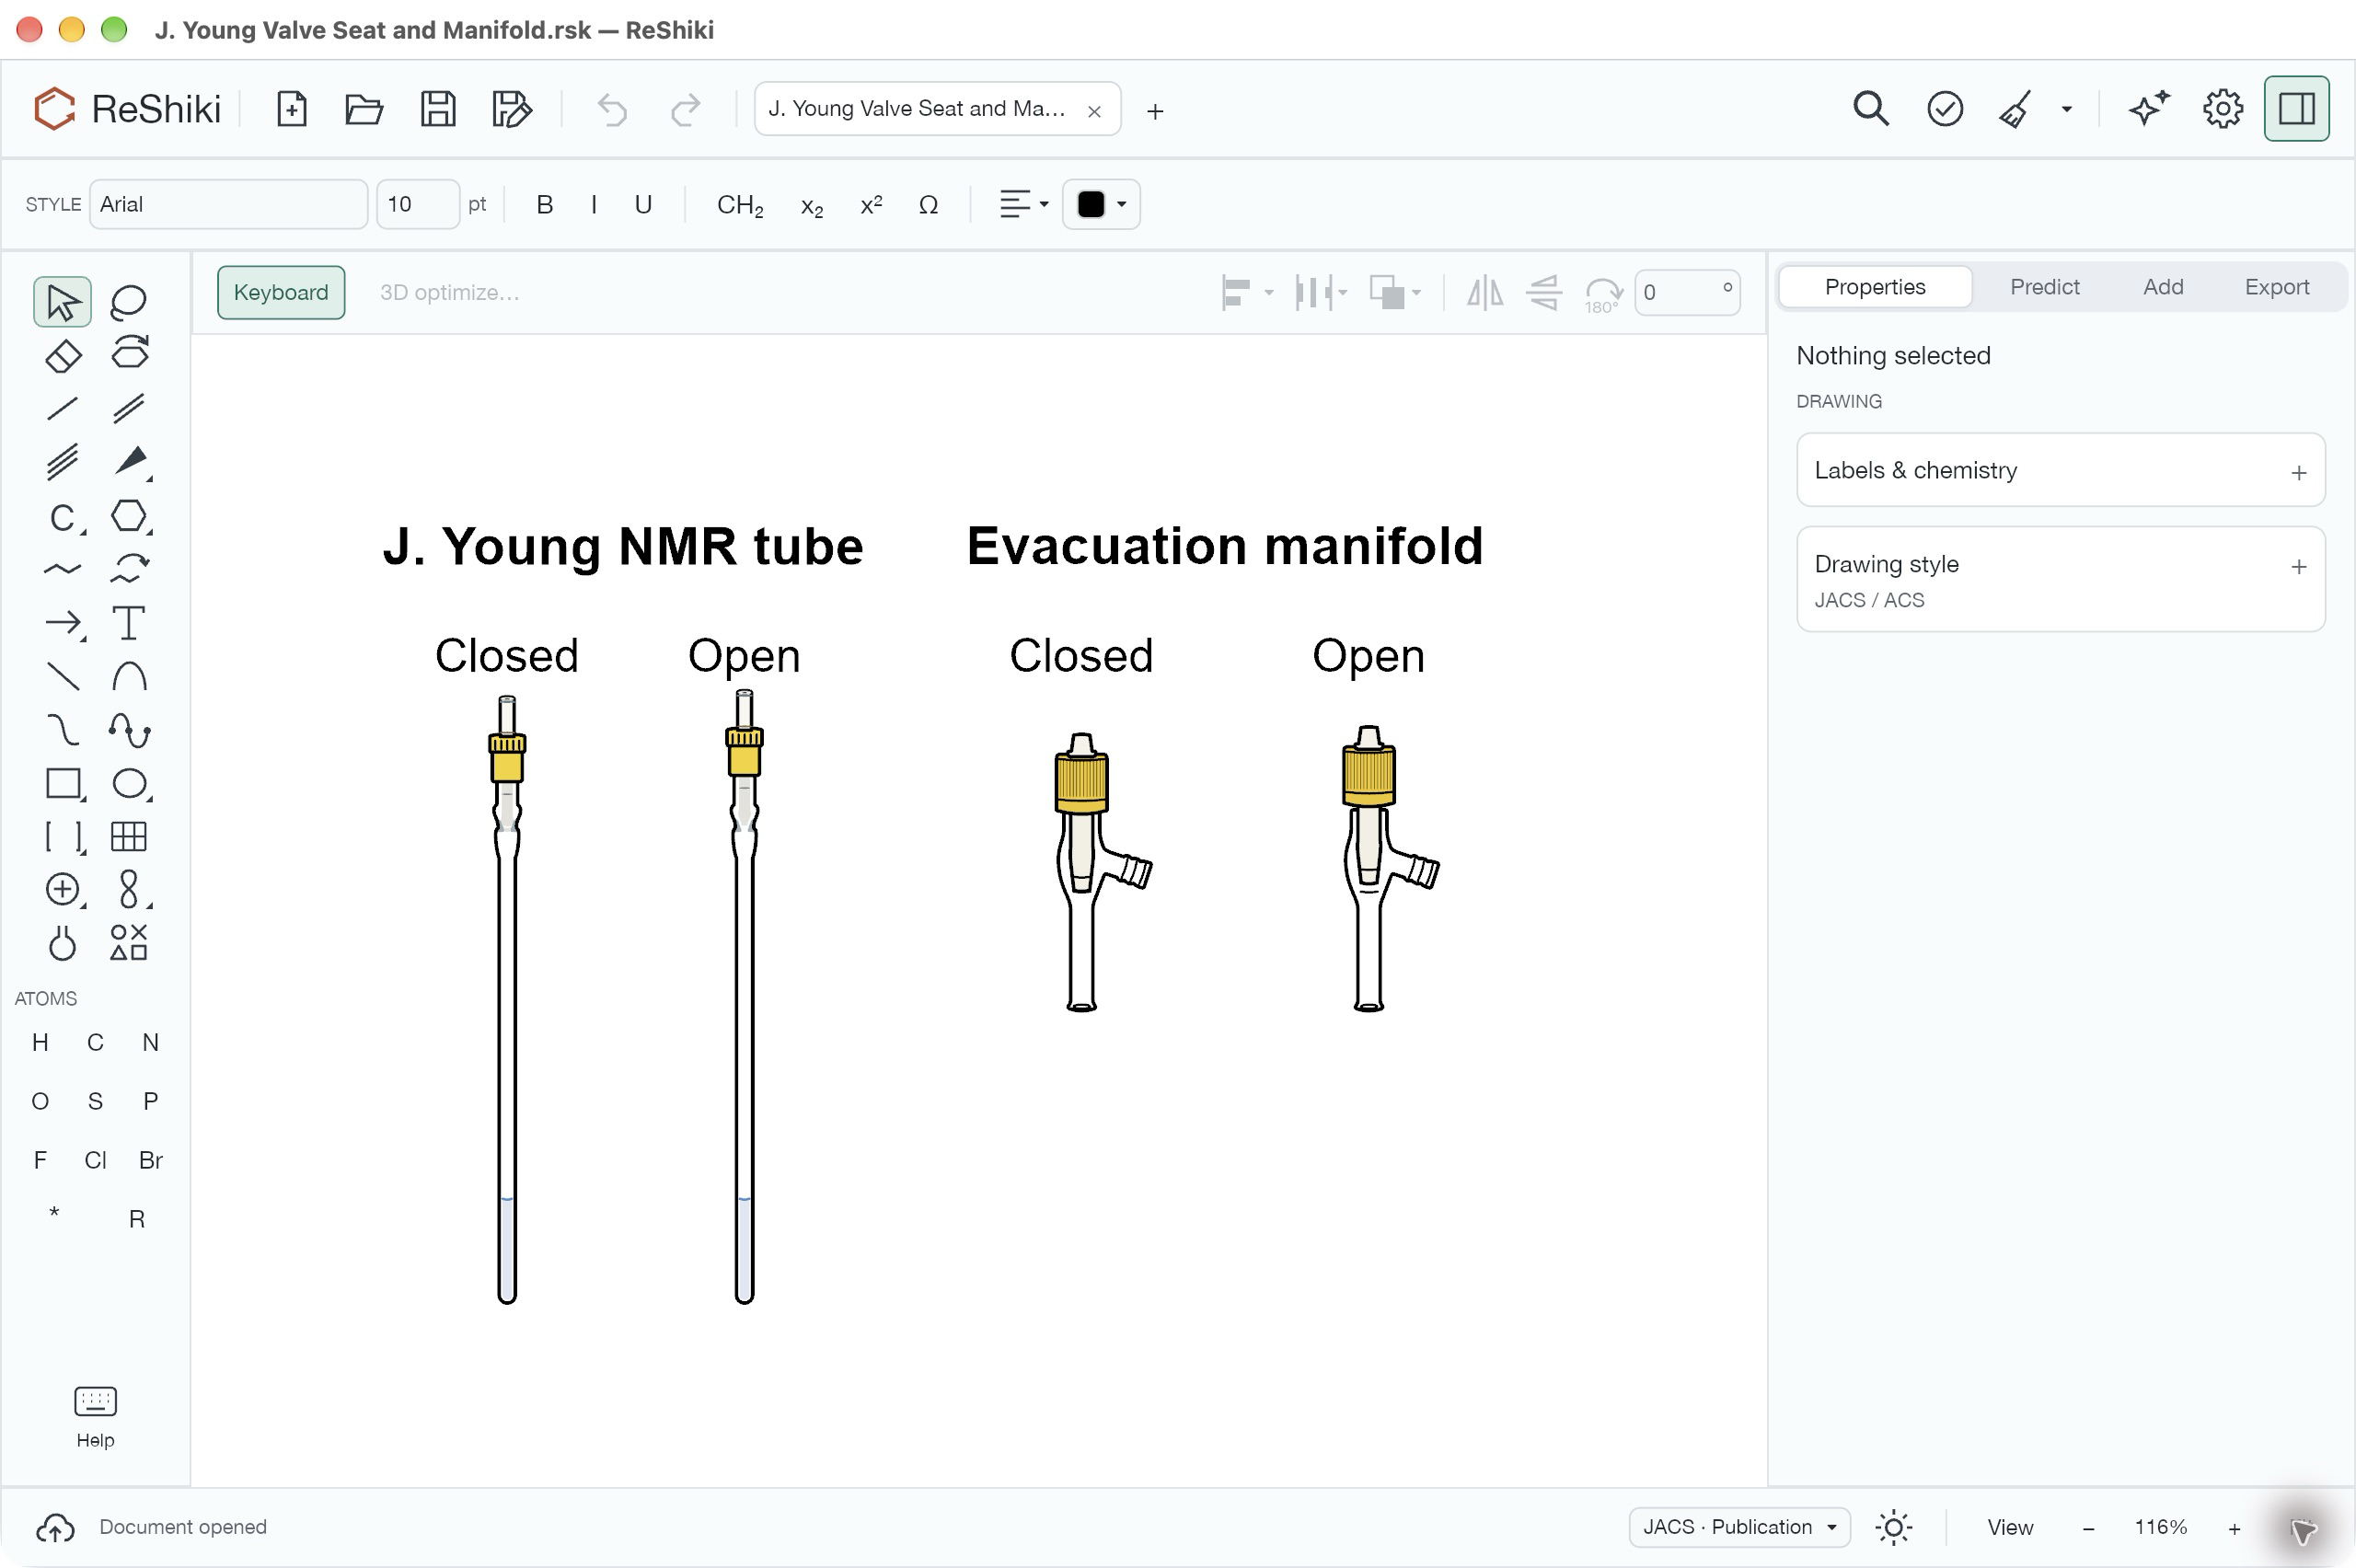 J. Young Valve Seat and Manifold.rsk — ReShiki
ReShiki
J. Young Valve Seat and Ma... × +
STYLE Arial 10 pt B I U CH₂ x₂ x² Ω
Keyboard 3D optimize...
180° 0 °
Properties Predict Add Export
Nothing selected
DRAWING
Labels & chemistry +
Drawing style +
JACS / ACS
C
T
ATOMS
H C N
O S P
F Cl Br
* R
Help
J. Young NMR tube Evacuation manifold
Closed Open Closed Open
Document opened
JACS · Publication View − 116% +